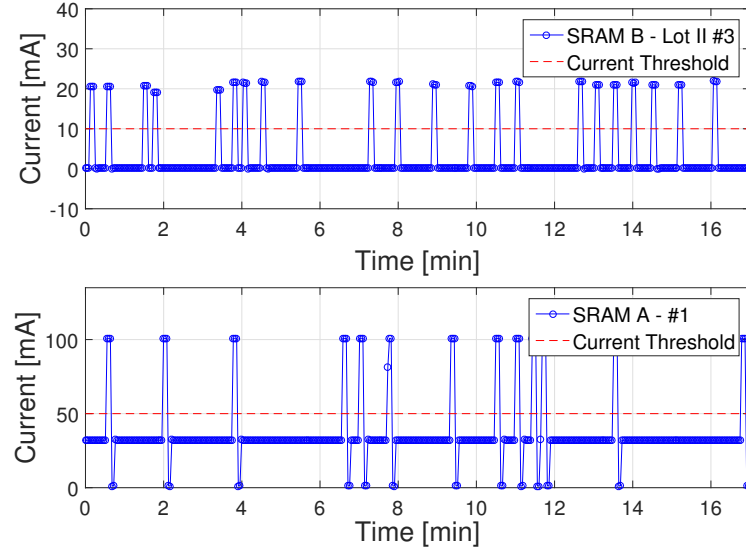 40
30
20
10
0
-10
Current [mA]
SRAM B - Lot II #3
Current Threshold
0 2 4 6 8 10 12 14 16
Time [min]
100
50
0
Current [mA]
SRAM A - #1
Current Threshold
0 2 4 6 8 10 12 14 16
Time [min]